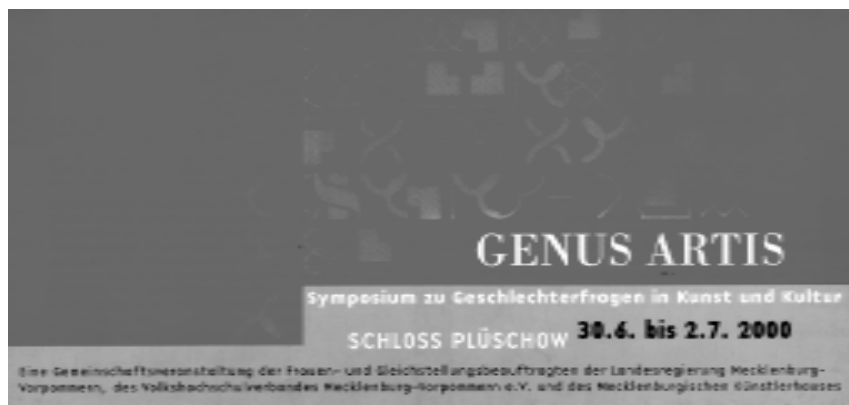 GENUS ARTIS
Symposium zu Geschlechterfragen in Kunst und Kultur
SCHLOSS PLÜSCHOW 30.6. bis 2.7. 2000
Eine Gemeinschaftsveranstaltung der Frauen- und Gleichstellungsbeauftragten der Landesregierung Mecklenburg-
Vorpommern, des Volkshochschulverbandes Mecklenburg-Vorpommern e.V. und des Mecklenburgischen Künstlerhauses